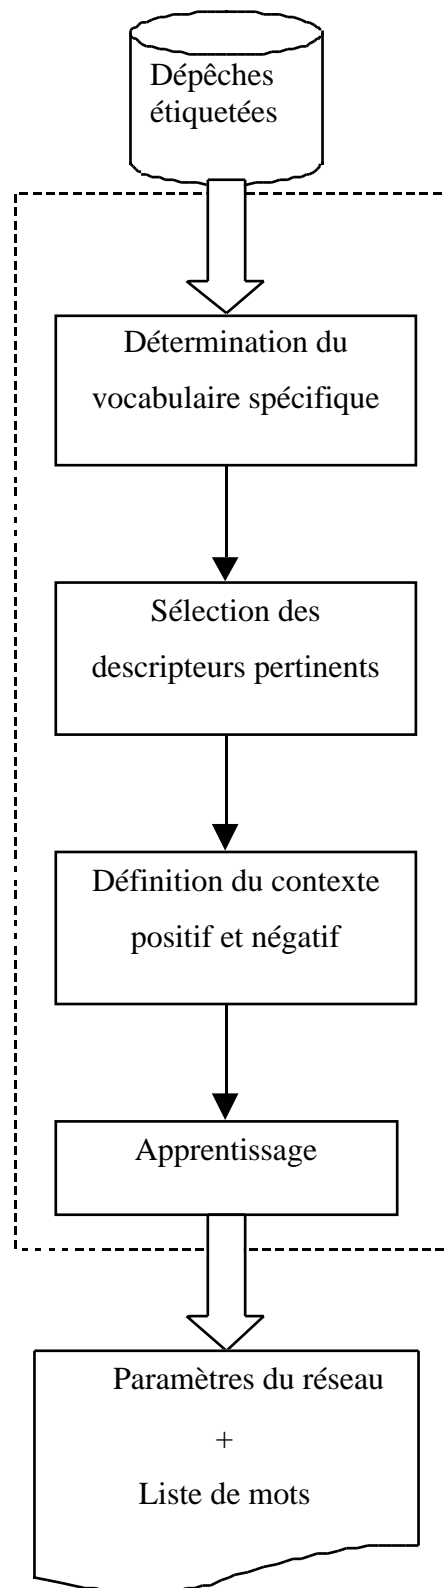 Dépêches
étiquetées
Détermination du
vocabulaire spécifique
Sélection des
descripteurs pertinents
Définition du contexte
positif et négatif
Apprentissage
Paramètres du réseau
+
Liste de mots